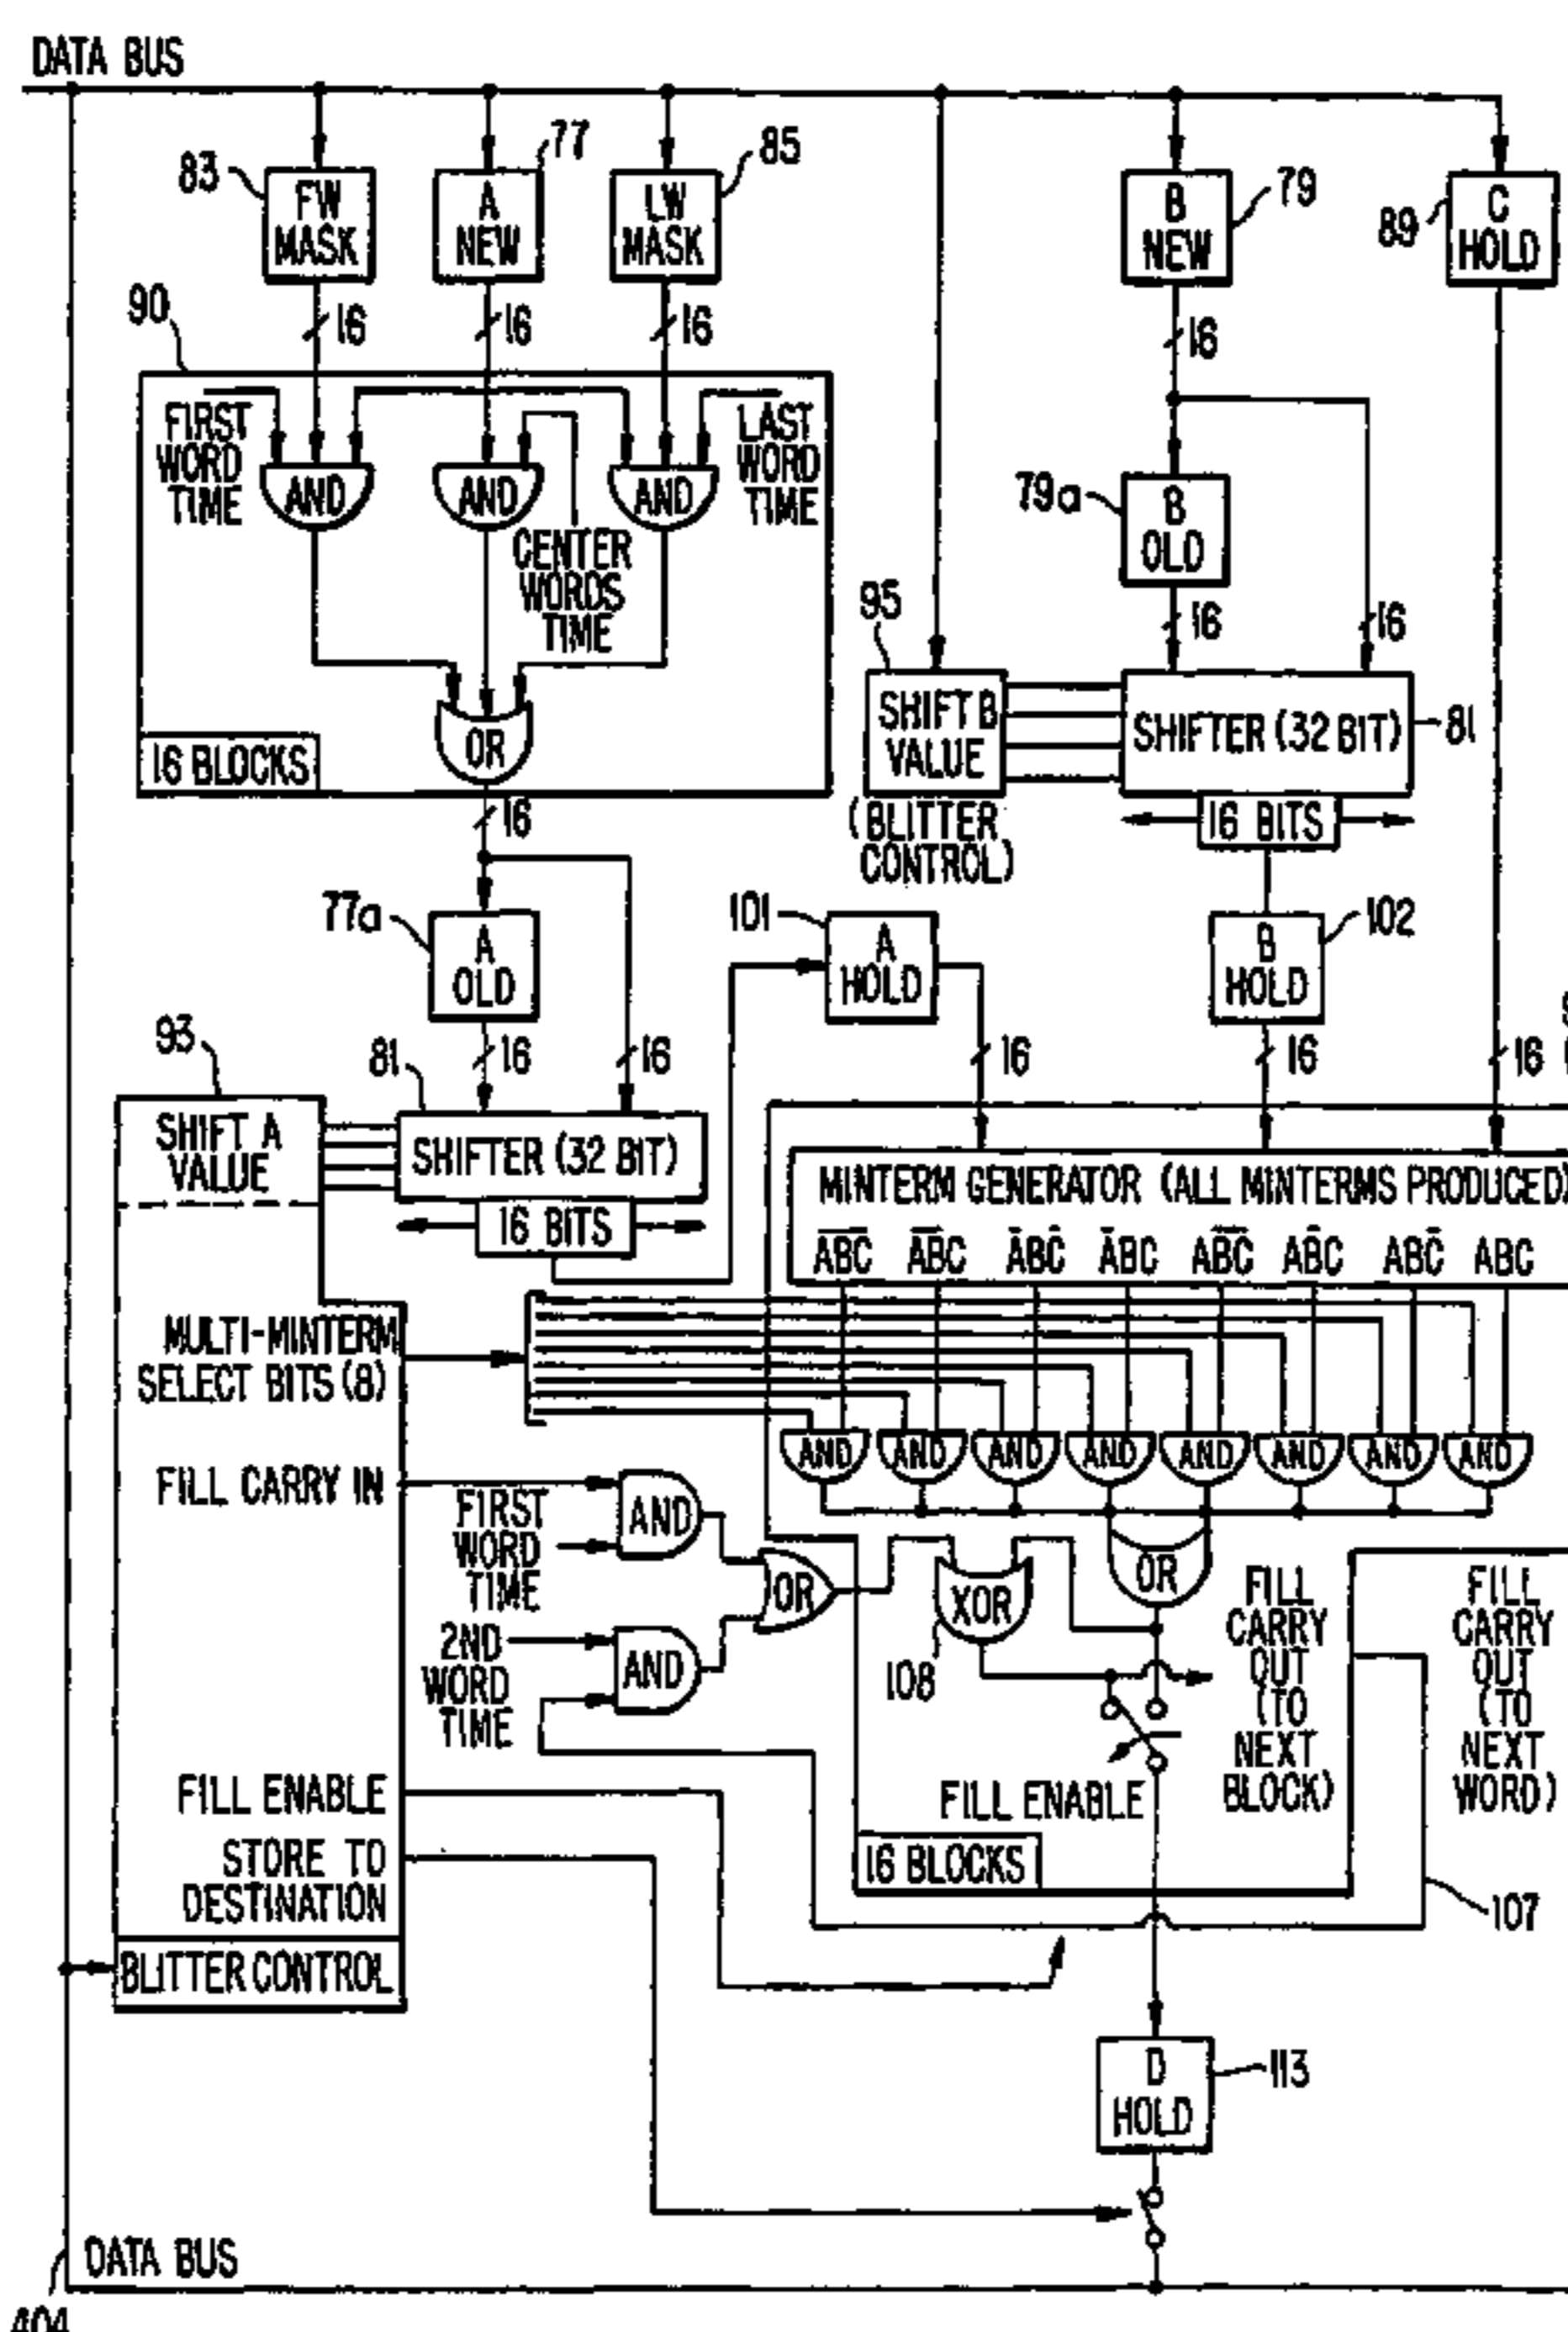 DATA BUS
83
FW
MASK
77
A
NEW
85
LW
MASK
79
B
NEW
89
C
HOLD
16
16
16
16
90
FIRST
WORD
TIME
AND
AND
AND
LAST
WORD
TIME
CENTER
WORDS
TIME
OR
16 BLOCKS
16
79a
B
OLD
16
16
95
SHIFT B
VALUE
SHIFTER (32 BIT)
81
(BLITTER
CONTROL)
16 BITS
77a
A
OLD
16
16
101
A
HOLD
16
102
B
HOLD
16
16
93
SHIFT A
VALUE
81
SHIFTER (32 BIT)
16 BITS
MINTERM GENERATOR (ALL MINTERMS PRODUCED)
A̅B̅C̅ A̅B̅C A̅BC̅ A̅BC AB̅C̅ AB̅C ABC̅ ABC
MULTI-MINTERM
SELECT BITS (8)
AND AND AND AND AND AND AND AND
FILL CARRY IN
FIRST
WORD
TIME
AND
OR
2ND
WORD
TIME
AND
XOR
108
OR
FILL
CARRY
OUT
(TO
NEXT
BLOCK)
FILL
CARRY
OUT
(TO
NEXT
WORD)
FILL ENABLE
FILL ENABLE
16 BLOCKS
107
STORE TO
DESTINATION
BLITTER CONTROL
D
HOLD
113
DATA BUS
404